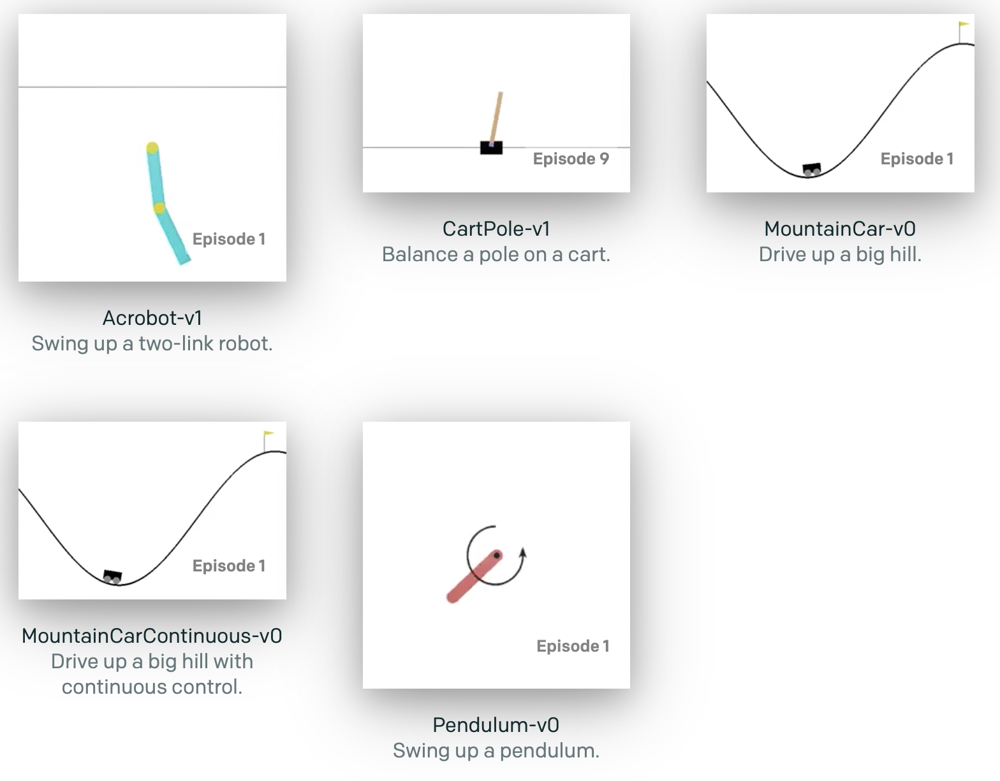 Episode 1
Acrobot-v1
Swing up a two-link robot.
Episode 9
CartPole-v1
Balance a pole on a cart.
Episode 1
MountainCar-v0
Drive up a big hill.
Episode 1
MountainCarContinuous-v0
Drive up a big hill with
continuous control.
Episode 1
Pendulum-v0
Swing up a pendulum.